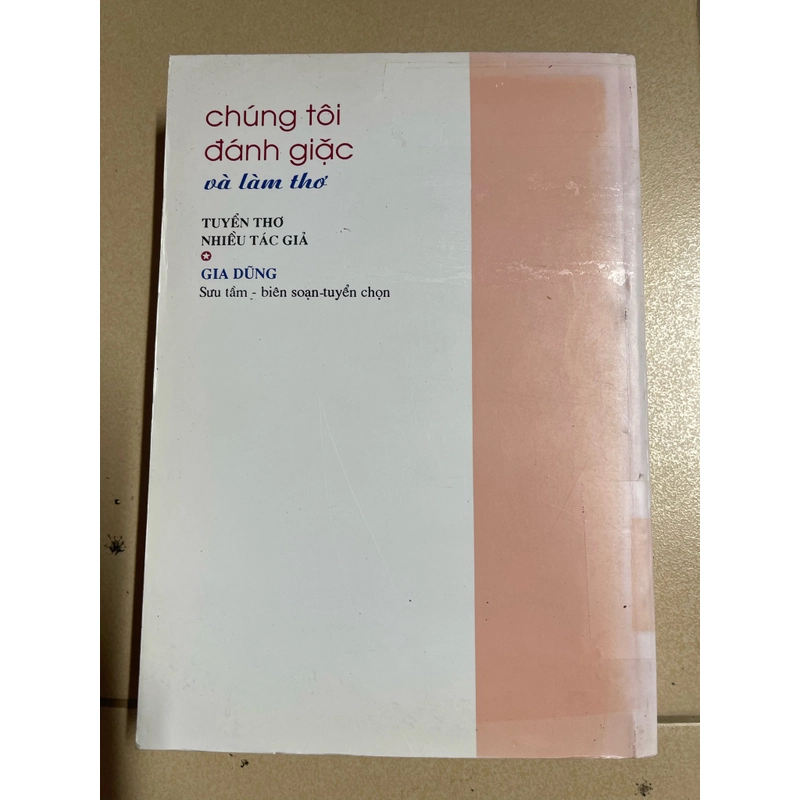 chúng tôi
đánh giặc
và làm thơ
TUYỂN THƠ
NHIỀU TÁC GIẢ
GIA DŨNG
Sưu tầm - biên soạn-tuyển chọn